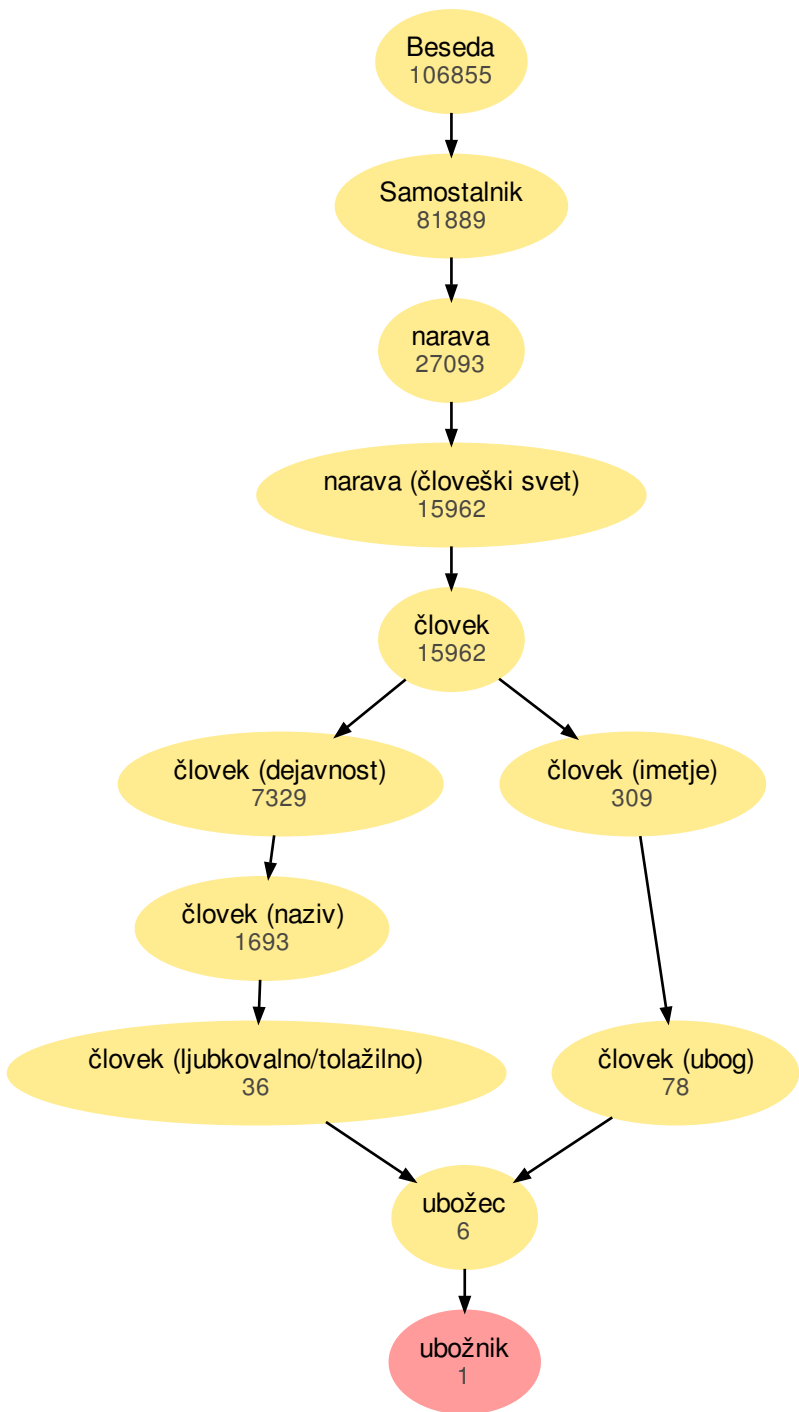 Beseda
106855
Samostalnik
81889
narava
27093
narava (človeški svet)
15962
človek
15962
človek (dejavnost)
7329
človek (imetje)
309
človek (naziv)
1693
človek (ljubkovalno/tolažilno)
36
človek (ubog)
78
ubožec
6
ubožnik
1